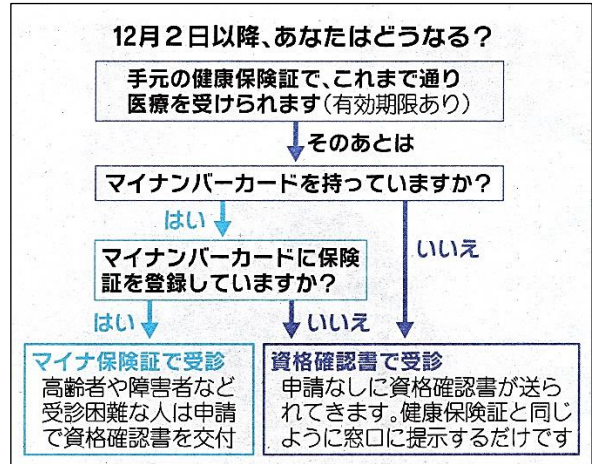 12月2日以降、あなたはどうなる?
手元の健康保険証で、これまで通り
医療を受けられます(有効期限あり)
そのあとは
マイナンバーカードを持っていますか?
はい
いいえ
マイナンバーカードに保険
証を登録していますか?
はい
いいえ
マイナ保険証で受診
高齢者や障害者など
受診困難な人は申請
で資格確認書を交付
資格確認書で受診
申請なしに資格確認書が送ら
れてきます。健康保険証と同じ
ように窓口に提示するだけです